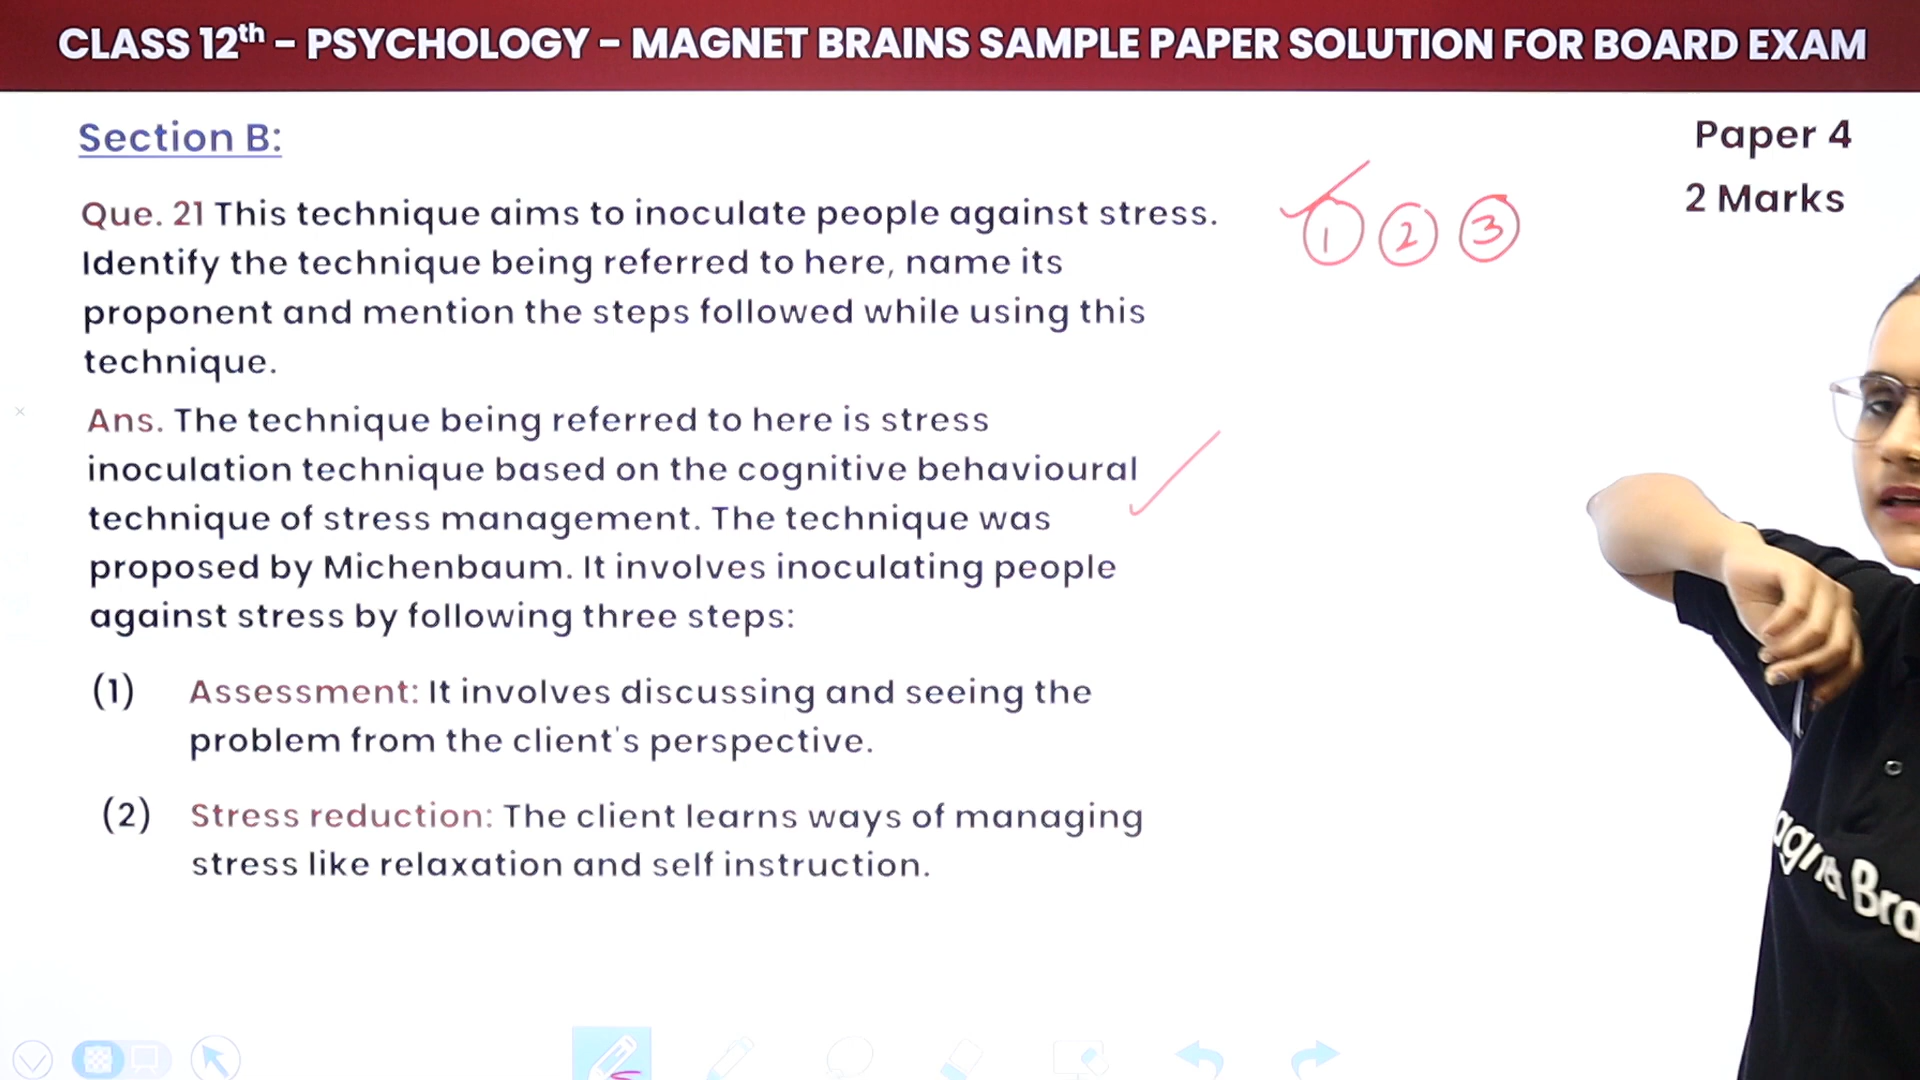 CLASS 12th – PSYCHOLOGY – MAGNET BRAINS SAMPLE PAPER SOLUTION FOR BOARD EXAM
Section B:
Paper 4
2 Marks
Que. 21 This technique aims to inoculate people against stress.
Identify the technique being referred to here, name its
proponent and mention the steps followed while using this
technique.
1 2 3
Ans. The technique being referred to here is stress
inoculation technique based on the cognitive behavioural
technique of stress management. The technique was
proposed by Michenbaum. It involves inoculating people
against stress by following three steps:
(1) Assessment: It involves discussing and seeing the
problem from the client's perspective.
(2) Stress reduction: The client learns ways of managing
stress like relaxation and self instruction.